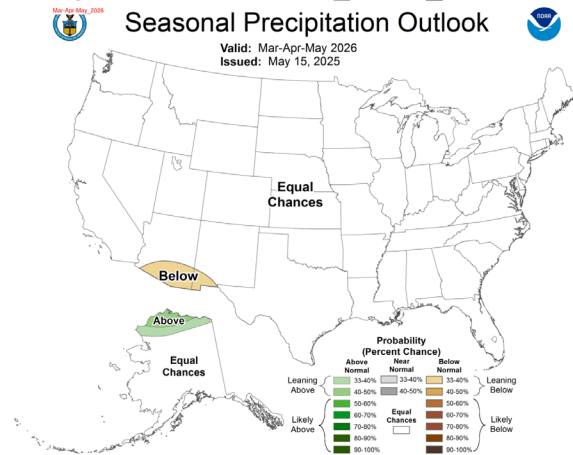 Mar-Apr-May_2026
Seasonal Precipitation Outlook
NOAA
Valid: Mar-Apr-May 2026
Issued: May 15, 2025
Equal
Chances
Below
Above
Equal
Chances
Probability
(Percent Chance)
Above
Normal
Near
Normal
Below
Normal
Leaning
Above
33-40%
40-50%
Likely
Above
50-60%
60-70%
70-80%
80-90%
90-100%
33-40%
40-50%
Equal
Chances
33-40%
40-50%
Leaning
Below
50-60%
60-70%
70-80%
80-90%
90-100%
Likely
Below